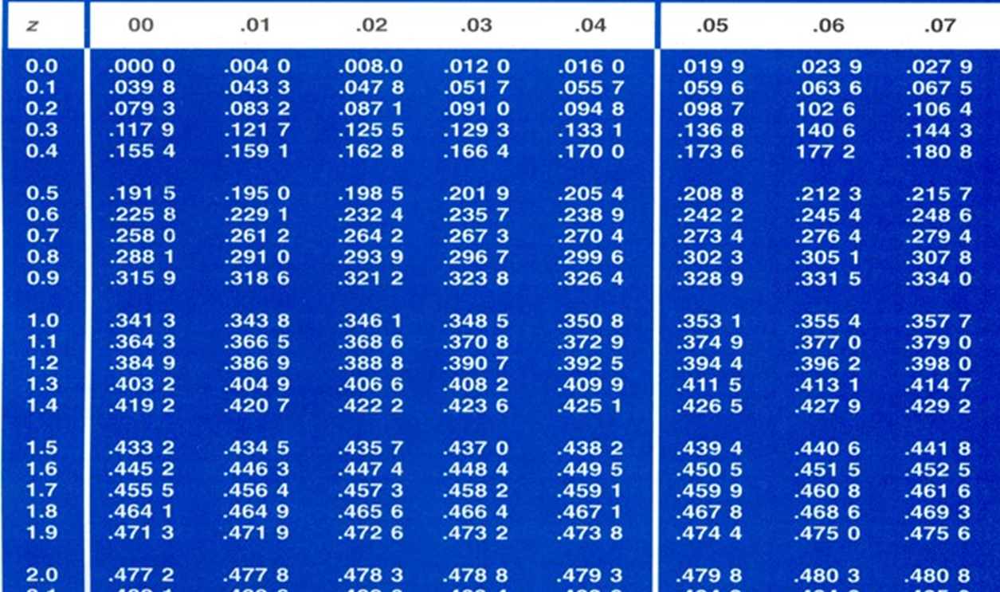 z 00 .01 .02 .03 .04 .05 .06 .07
0.0 .000 0 .004 0 .008.0 .012 0 .016 0 .019 9 .023 9 .027 9
0.1 .039 8 .043 3 .047 8 .051 7 .055 7 .059 6 .063 6 .067 5
0.2 .079 3 .083 2 .087 1 .091 0 .094 8 .098 7 102 6 .106 4
0.3 .117 9 .121 7 .125 5 .129 3 .133 1 .136 8 140 6 .144 3
0.4 .155 4 .159 1 .162 8 .166 4 .170 0 .173 6 177 2 .180 8
0.5 .191 5 .195 0 .198 5 .201 9 .205 4 .208 8 .212 3 .215 7
0.6 .225 8 .229 1 .232 4 .235 7 .238 9 .242 2 .245 4 .248 6
0.7 .258 0 .261 2 .264 2 .267 3 .270 4 .273 4 .276 4 .279 4
0.8 .288 1 .291 0 .293 9 .296 7 .299 6 .302 3 .305 1 .307 8
0.9 .315 9 .318 6 .321 2 .323 8 .326 4 .328 9 .331 5 .334 0
1.0 .341 3 .343 8 .346 1 .348 5 .350 8 .353 1 .355 4 .357 7
1.1 .364 3 .366 5 .368 6 .370 8 .372 9 .374 9 .377 0 .379 0
1.2 .384 9 .386 9 .388 8 .390 7 .392 5 .394 4 .396 2 .398 0
1.3 .403 2 .404 9 .406 6 .408 2 .409 9 .411 5 .413 1 .414 7
1.4 .419 2 .420 7 .422 2 .423 6 .425 1 .426 5 .427 9 .429 2
1.5 .433 2 .434 5 .435 7 .437 0 .438 2 .439 4 .440 6 .441 8
1.6 .445 2 .446 3 .447 4 .448 4 .449 5 .450 5 .451 5 .452 5
1.7 .455 5 .456 4 .457 3 .458 2 .459 1 .459 9 .460 8 .461 6
1.8 .464 1 .464 9 .465 6 .466 4 .467 1 .467 8 .468 6 .469 3
1.9 .471 3 .471 9 .472 6 .473 2 .473 8 .474 4 .475 0 .475 6
2.0 .477 2 .477 8 .478 3 .478 8 .479 3 .479 8 .480 3 .480 8